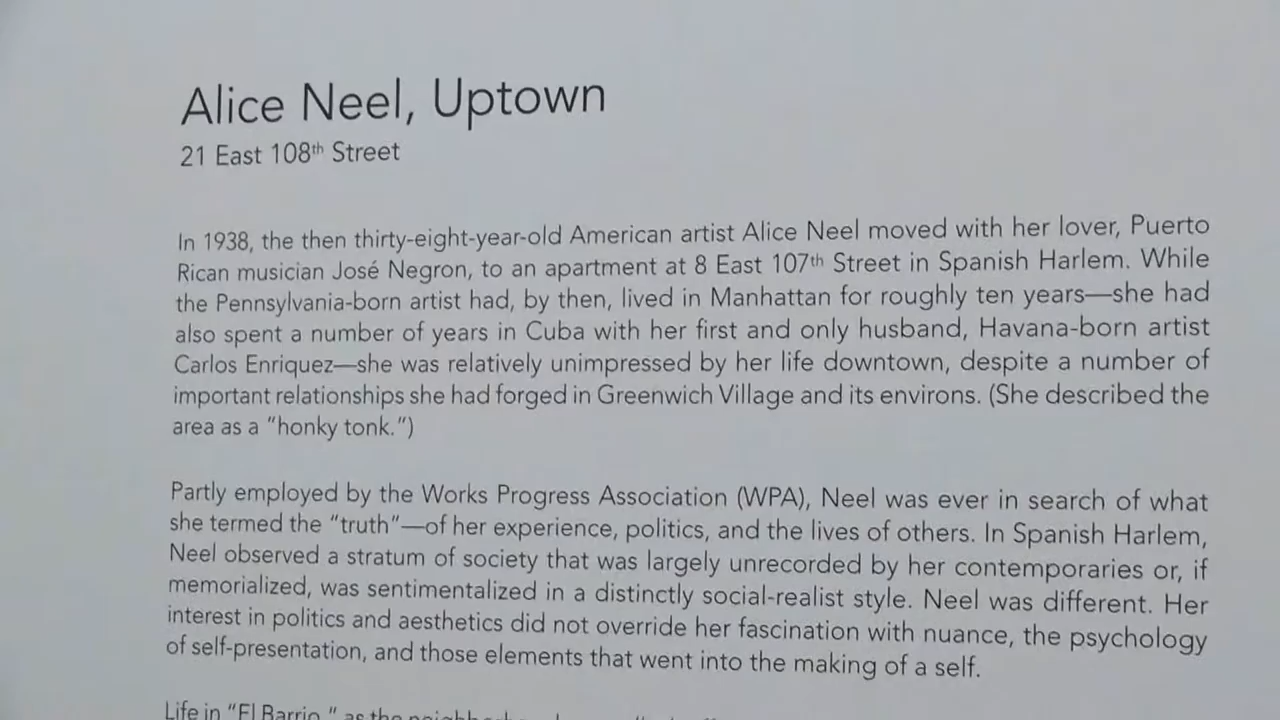 Alice Neel, Uptown
21 East 108th Street
In 1938, the then thirty-eight-year-old American artist Alice Neel moved with her lover, Puerto
Rican musician José Negron, to an apartment at 8 East 107th Street in Spanish Harlem. While
the Pennsylvania-born artist had, by then, lived in Manhattan for roughly ten years—she had
also spent a number of years in Cuba with her first and only husband, Havana-born artist
Carlos Enriquez—she was relatively unimpressed by her life downtown, despite a number of
important relationships she had forged in Greenwich Village and its environs. (She described the
area as a “honky tonk.”)
Partly employed by the Works Progress Association (WPA), Neel was ever in search of what
she termed the “truth”—of her experience, politics, and the lives of others. In Spanish Harlem,
Neel observed a stratum of society that was largely unrecorded by her contemporaries or, if
memorialized, was sentimentalized in a distinctly social-realist style. Neel was different. Her
interest in politics and aesthetics did not override her fascination with nuance, the psychology
of self-presentation, and those elements that went into the making of a self.
Life in “El Barrio,” as the